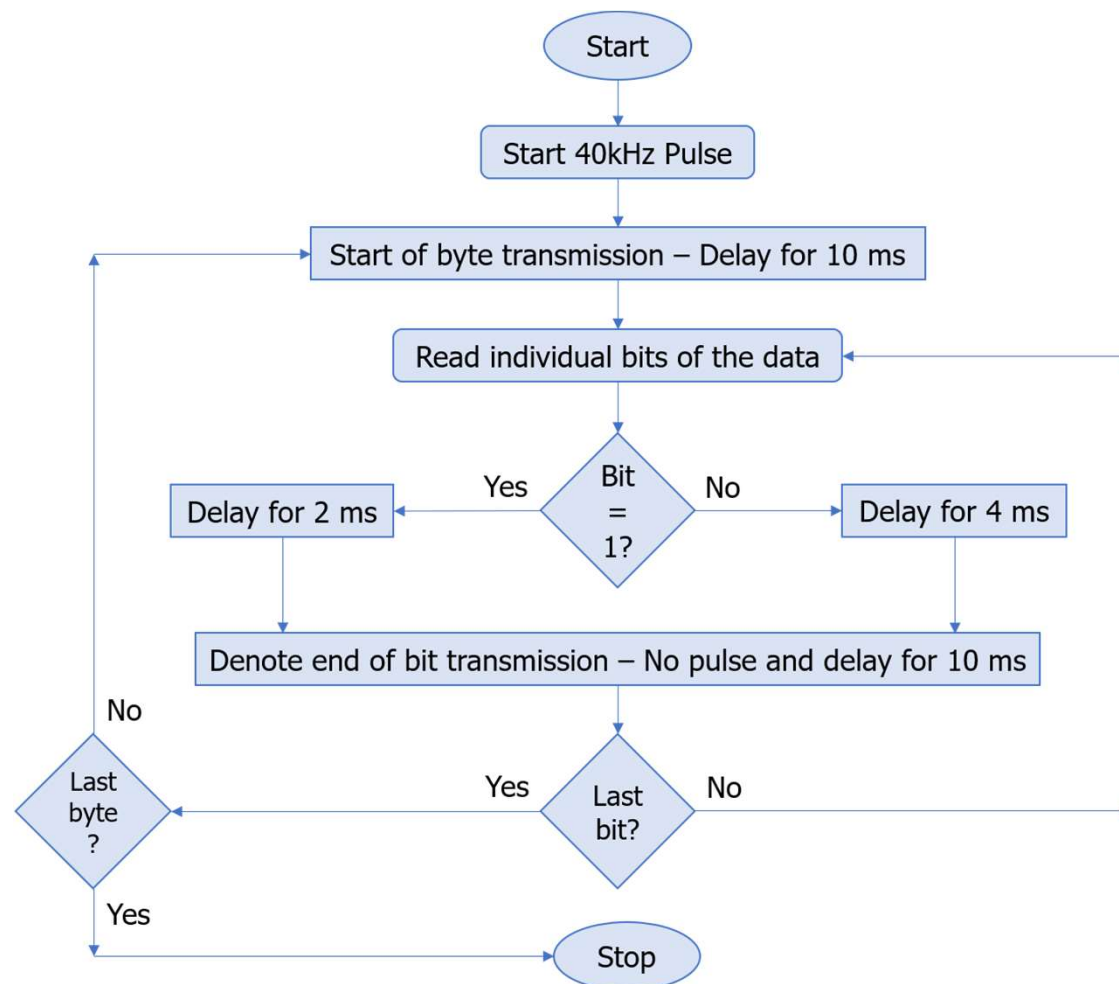 Start
Start 40kHz Pulse
Start of byte transmission – Delay for 10 ms
Read individual bits of the data
Bit
=
1?
Yes
No
Delay for 2 ms
Delay for 4 ms
Denote end of bit transmission – No pulse and delay for 10 ms
No
Last
byte
?
Yes
Last
bit?
No
Yes
Stop